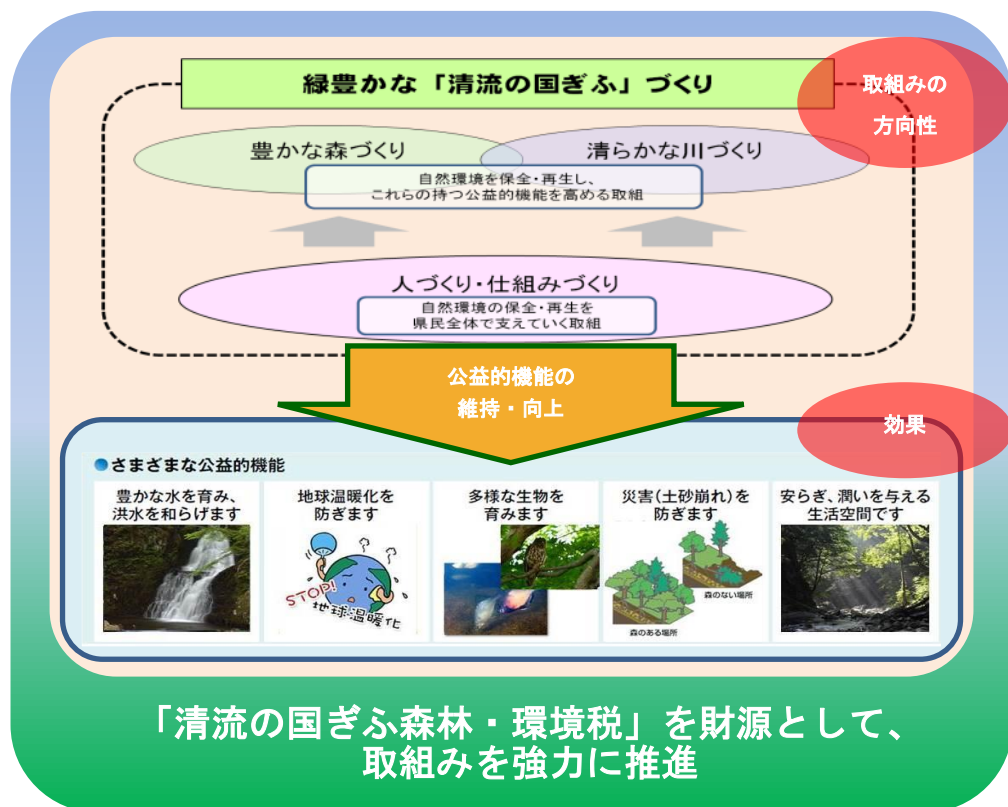 緑豊かな「清流の国ぎふ」づくり
取組みの
方向性
豊かな森づくり
清らかな川づくり
自然環境を保全・再生し、
これらの持つ公益的機能を高める取組
人づくり・仕組みづくり
自然環境の保全・再生を
県民全体で支えていく取組
公益的機能の
維持・向上
効果
●さまざまな公益的機能
豊かな水を育み、
洪水を和らげます
地球温暖化を
防ぎます
STOP!
地球温暖化
多様な生物を
育みます
災害(土砂崩れ)を
防ぎます
森のない場所
森のある場所
安らぎ、潤いを与える
生活空間です
「清流の国ぎふ森林・環境税」を財源として、
取組みを強力に推進